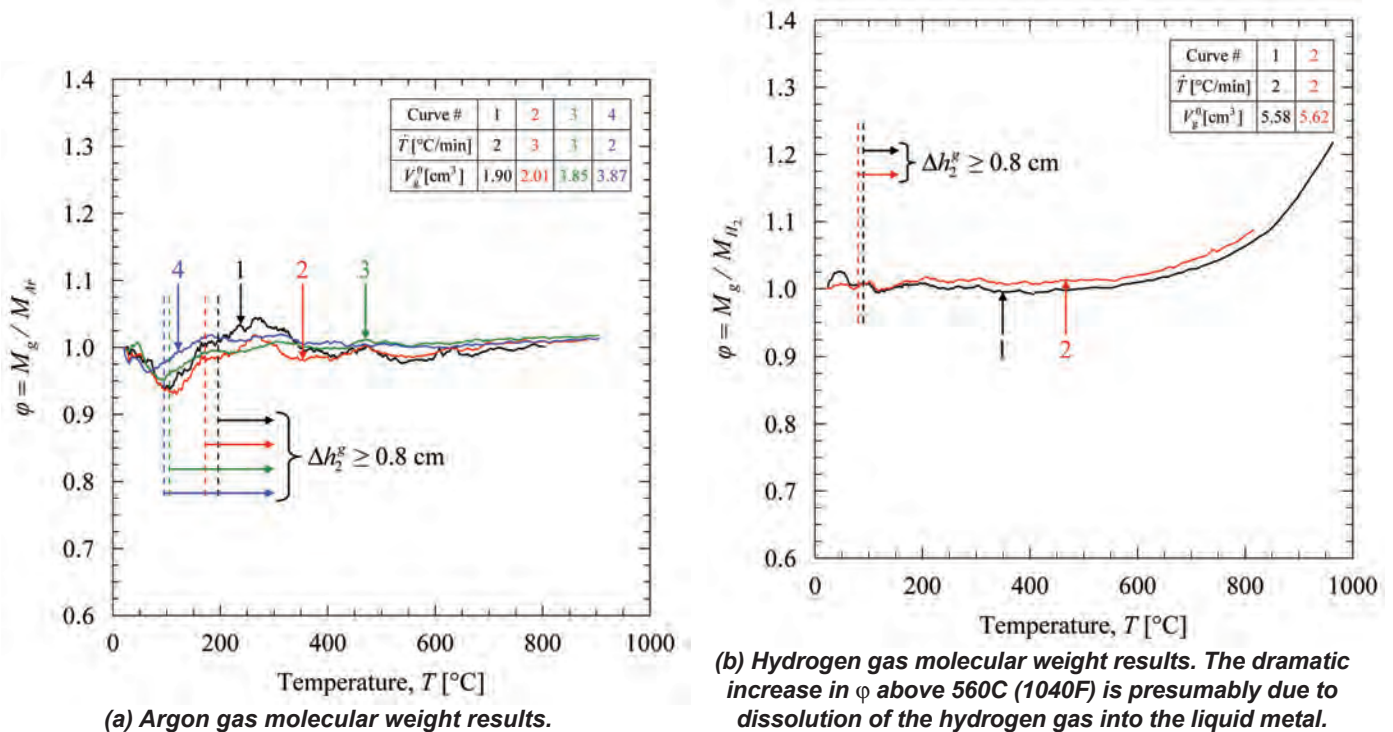 1.4
1.3
1.2
1.1
1.0
0.9
0.8
0.7
0.6
φ = M_g / M_Ar
Curve # 1 2 3 4
Ṫ [°C/min] 2 3 3 2
V_g^0[cm³] 1.90 2.01 3.85 3.87
4 1 2 3
Δh₂^g ≥ 0.8 cm
0 200 400 600 800 1000
Temperature, T [°C]
(a) Argon gas molecular weight results.
1.4
1.3
1.2
1.1
1.0
0.9
0.8
0.7
0.6
φ = M_g / M_H₂
Curve # 1 2
Ṫ [°C/min] 2 2
V_g^0[cm³] 5.58 5.62
Δh₂^g ≥ 0.8 cm
1 2
0 200 400 600 800 1000
Temperature, T [°C]
(b) Hydrogen gas molecular weight results. The dramatic
increase in φ above 560C (1040F) is presumably due to
dissolution of the hydrogen gas into the liquid metal.